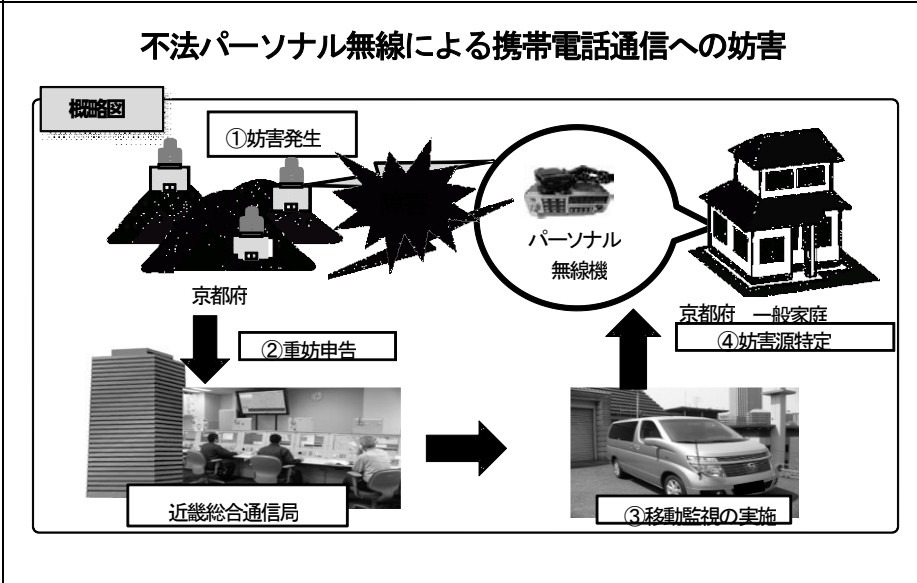 不法パーソナル無線による携帯電話通信への妨害
概略図
①妨害発生
パーソナル
無線機
京都府
京都府 一般家庭
②重妨申告
④妨害源特定
近畿総合通信局
③移動監視の実施